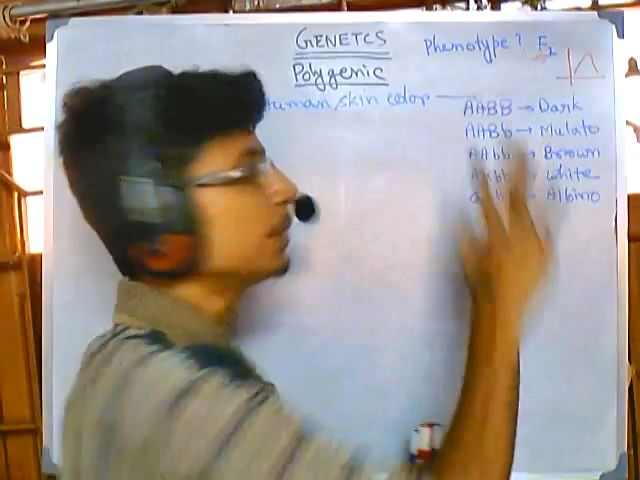 GENETCS
Phenotype? F2
Polygenic
Human/skin color — AABB → Dark
AABb → Mulato
AAbb → Brown
→ White
→ Albino